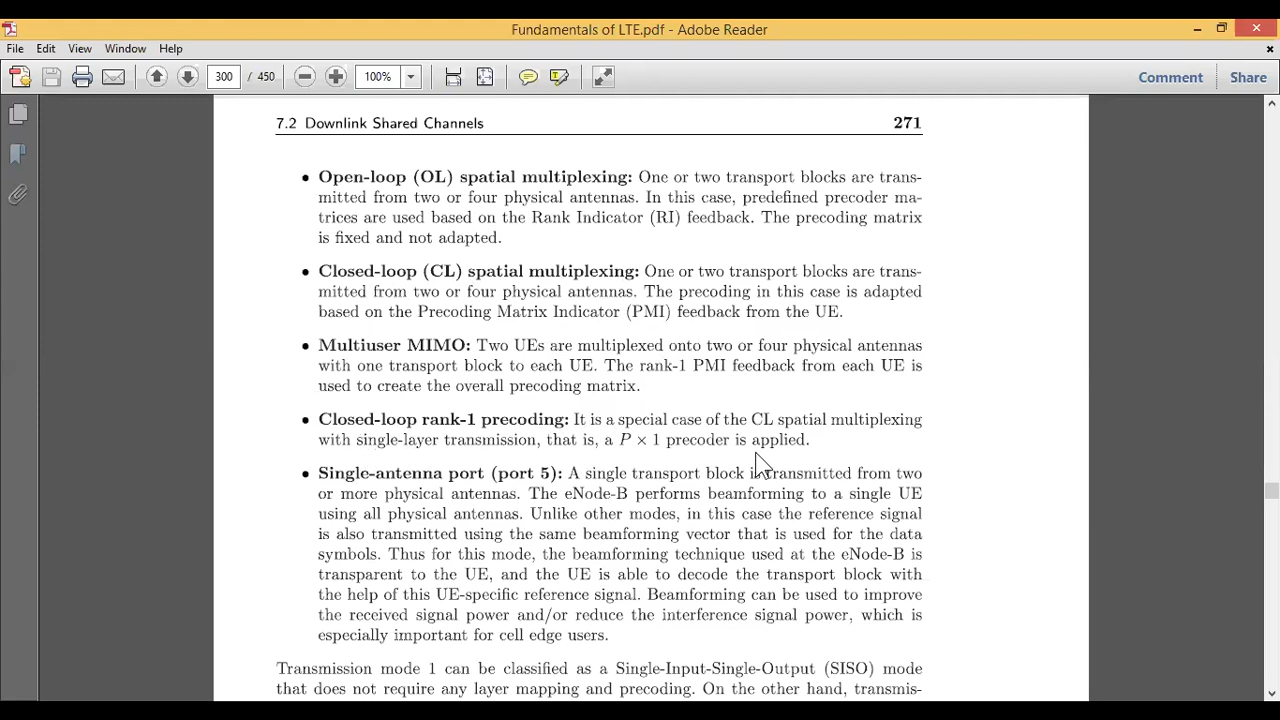 Fundamentals of LTE.pdf - Adobe Reader
File Edit View Window Help
300 / 450 100% Comment Share
7.2 Downlink Shared Channels 271
• Open-loop (OL) spatial multiplexing: One or two transport blocks are trans-
mitted from two or four physical antennas. In this case, predefined precoder ma-
trices are used based on the Rank Indicator (RI) feedback. The precoding matrix
is fixed and not adapted.
• Closed-loop (CL) spatial multiplexing: One or two transport blocks are trans-
mitted from two or four physical antennas. The precoding in this case is adapted
based on the Precoding Matrix Indicator (PMI) feedback from the UE.
• Multiuser MIMO: Two UEs are multiplexed onto two or four physical antennas
with one transport block to each UE. The rank-1 PMI feedback from each UE is
used to create the overall precoding matrix.
• Closed-loop rank-1 precoding: It is a special case of the CL spatial multiplexing
with single-layer transmission, that is, a P × 1 precoder is applied.
• Single-antenna port (port 5): A single transport block is transmitted from two
or more physical antennas. The eNode-B performs beamforming to a single UE
using all physical antennas. Unlike other modes, in this case the reference signal
is also transmitted using the same beamforming vector that is used for the data
symbols. Thus for this mode, the beamforming technique used at the eNode-B is
transparent to the UE, and the UE is able to decode the transport block with
the help of this UE-specific reference signal. Beamforming can be used to improve
the received signal power and/or reduce the interference signal power, which is
especially important for cell edge users.
Transmission mode 1 can be classified as a Single-Input-Single-Output (SISO) mode
that does not require any layer mapping and precoding. On the other hand, transmis-